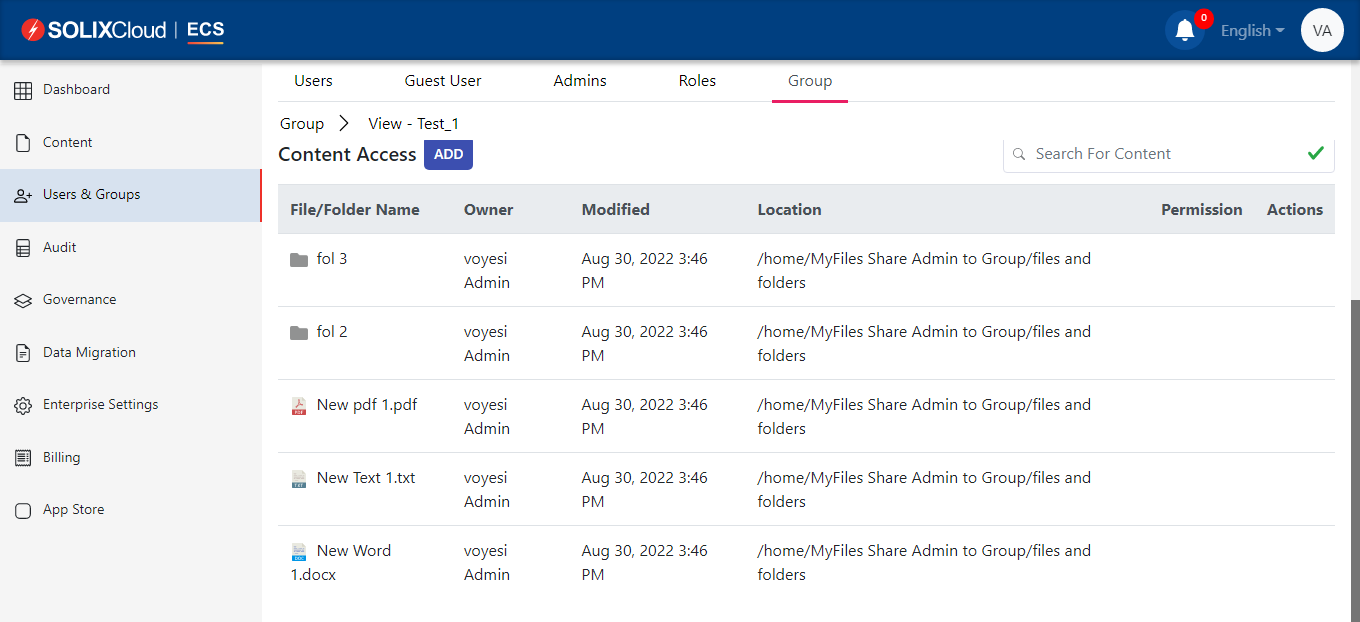 SOLIXCloud | ECS
0
English
VA
Dashboard
Content
Users & Groups
Audit
Governance
Data Migration
Enterprise Settings
Billing
App Store
Users Guest User Admins Roles Group
Group View - Test_1
Content Access ADD Search For Content
File/Folder Name Owner Modified Location Permission Actions
fol 3 voyesi Aug 30, 2022 3:46 /home/MyFiles Share Admin to Group/files and
Admin PM folders
fol 2 voyesi Aug 30, 2022 3:46 /home/MyFiles Share Admin to Group/files and
Admin PM folders
New pdf 1.pdf voyesi Aug 30, 2022 3:46 /home/MyFiles Share Admin to Group/files and
Admin PM folders
New Text 1.txt voyesi Aug 30, 2022 3:46 /home/MyFiles Share Admin to Group/files and
Admin PM folders
New Word voyesi Aug 30, 2022 3:46 /home/MyFiles Share Admin to Group/files and
1.docx Admin PM folders